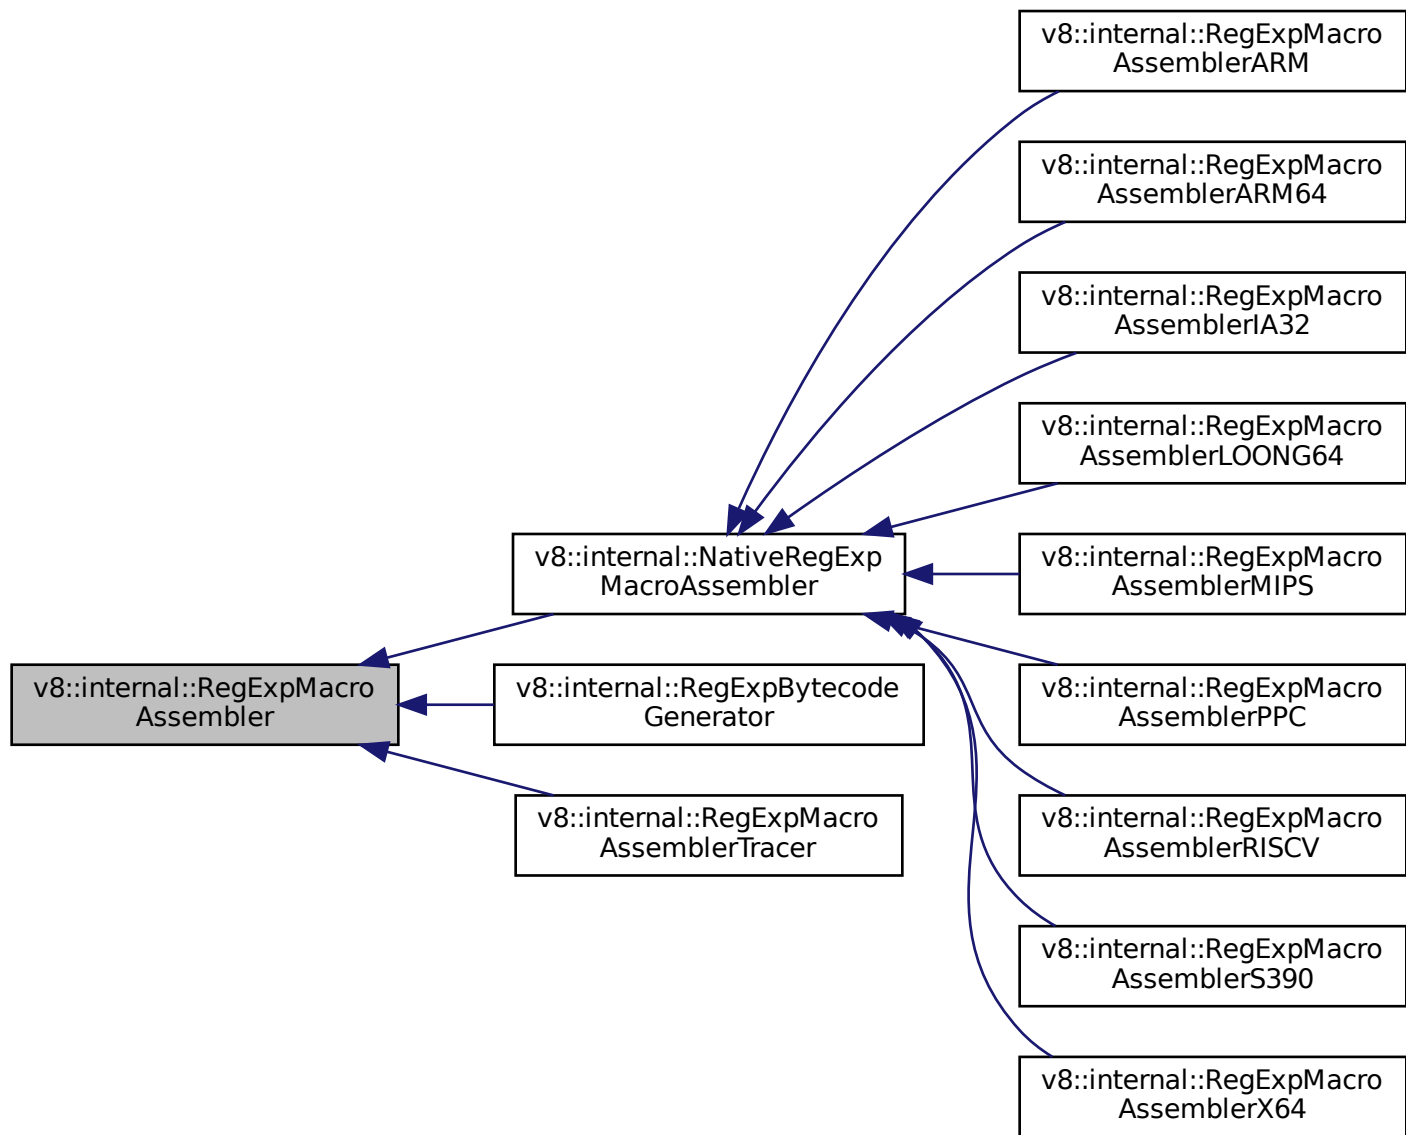 v8::internal::RegExpMacro
AssemblerARM
v8::internal::RegExpMacro
AssemblerARM64
v8::internal::RegExpMacro
AssemblerIA32
v8::internal::RegExpMacro
AssemblerLOONG64
v8::internal::NativeRegExp
MacroAssembler
v8::internal::RegExpMacro
AssemblerMIPS
v8::internal::RegExpMacro
Assembler
v8::internal::RegExpBytecode
Generator
v8::internal::RegExpMacro
AssemblerPPC
v8::internal::RegExpMacro
AssemblerTracer
v8::internal::RegExpMacro
AssemblerRISCV
v8::internal::RegExpMacro
AssemblerS390
v8::internal::RegExpMacro
AssemblerX64